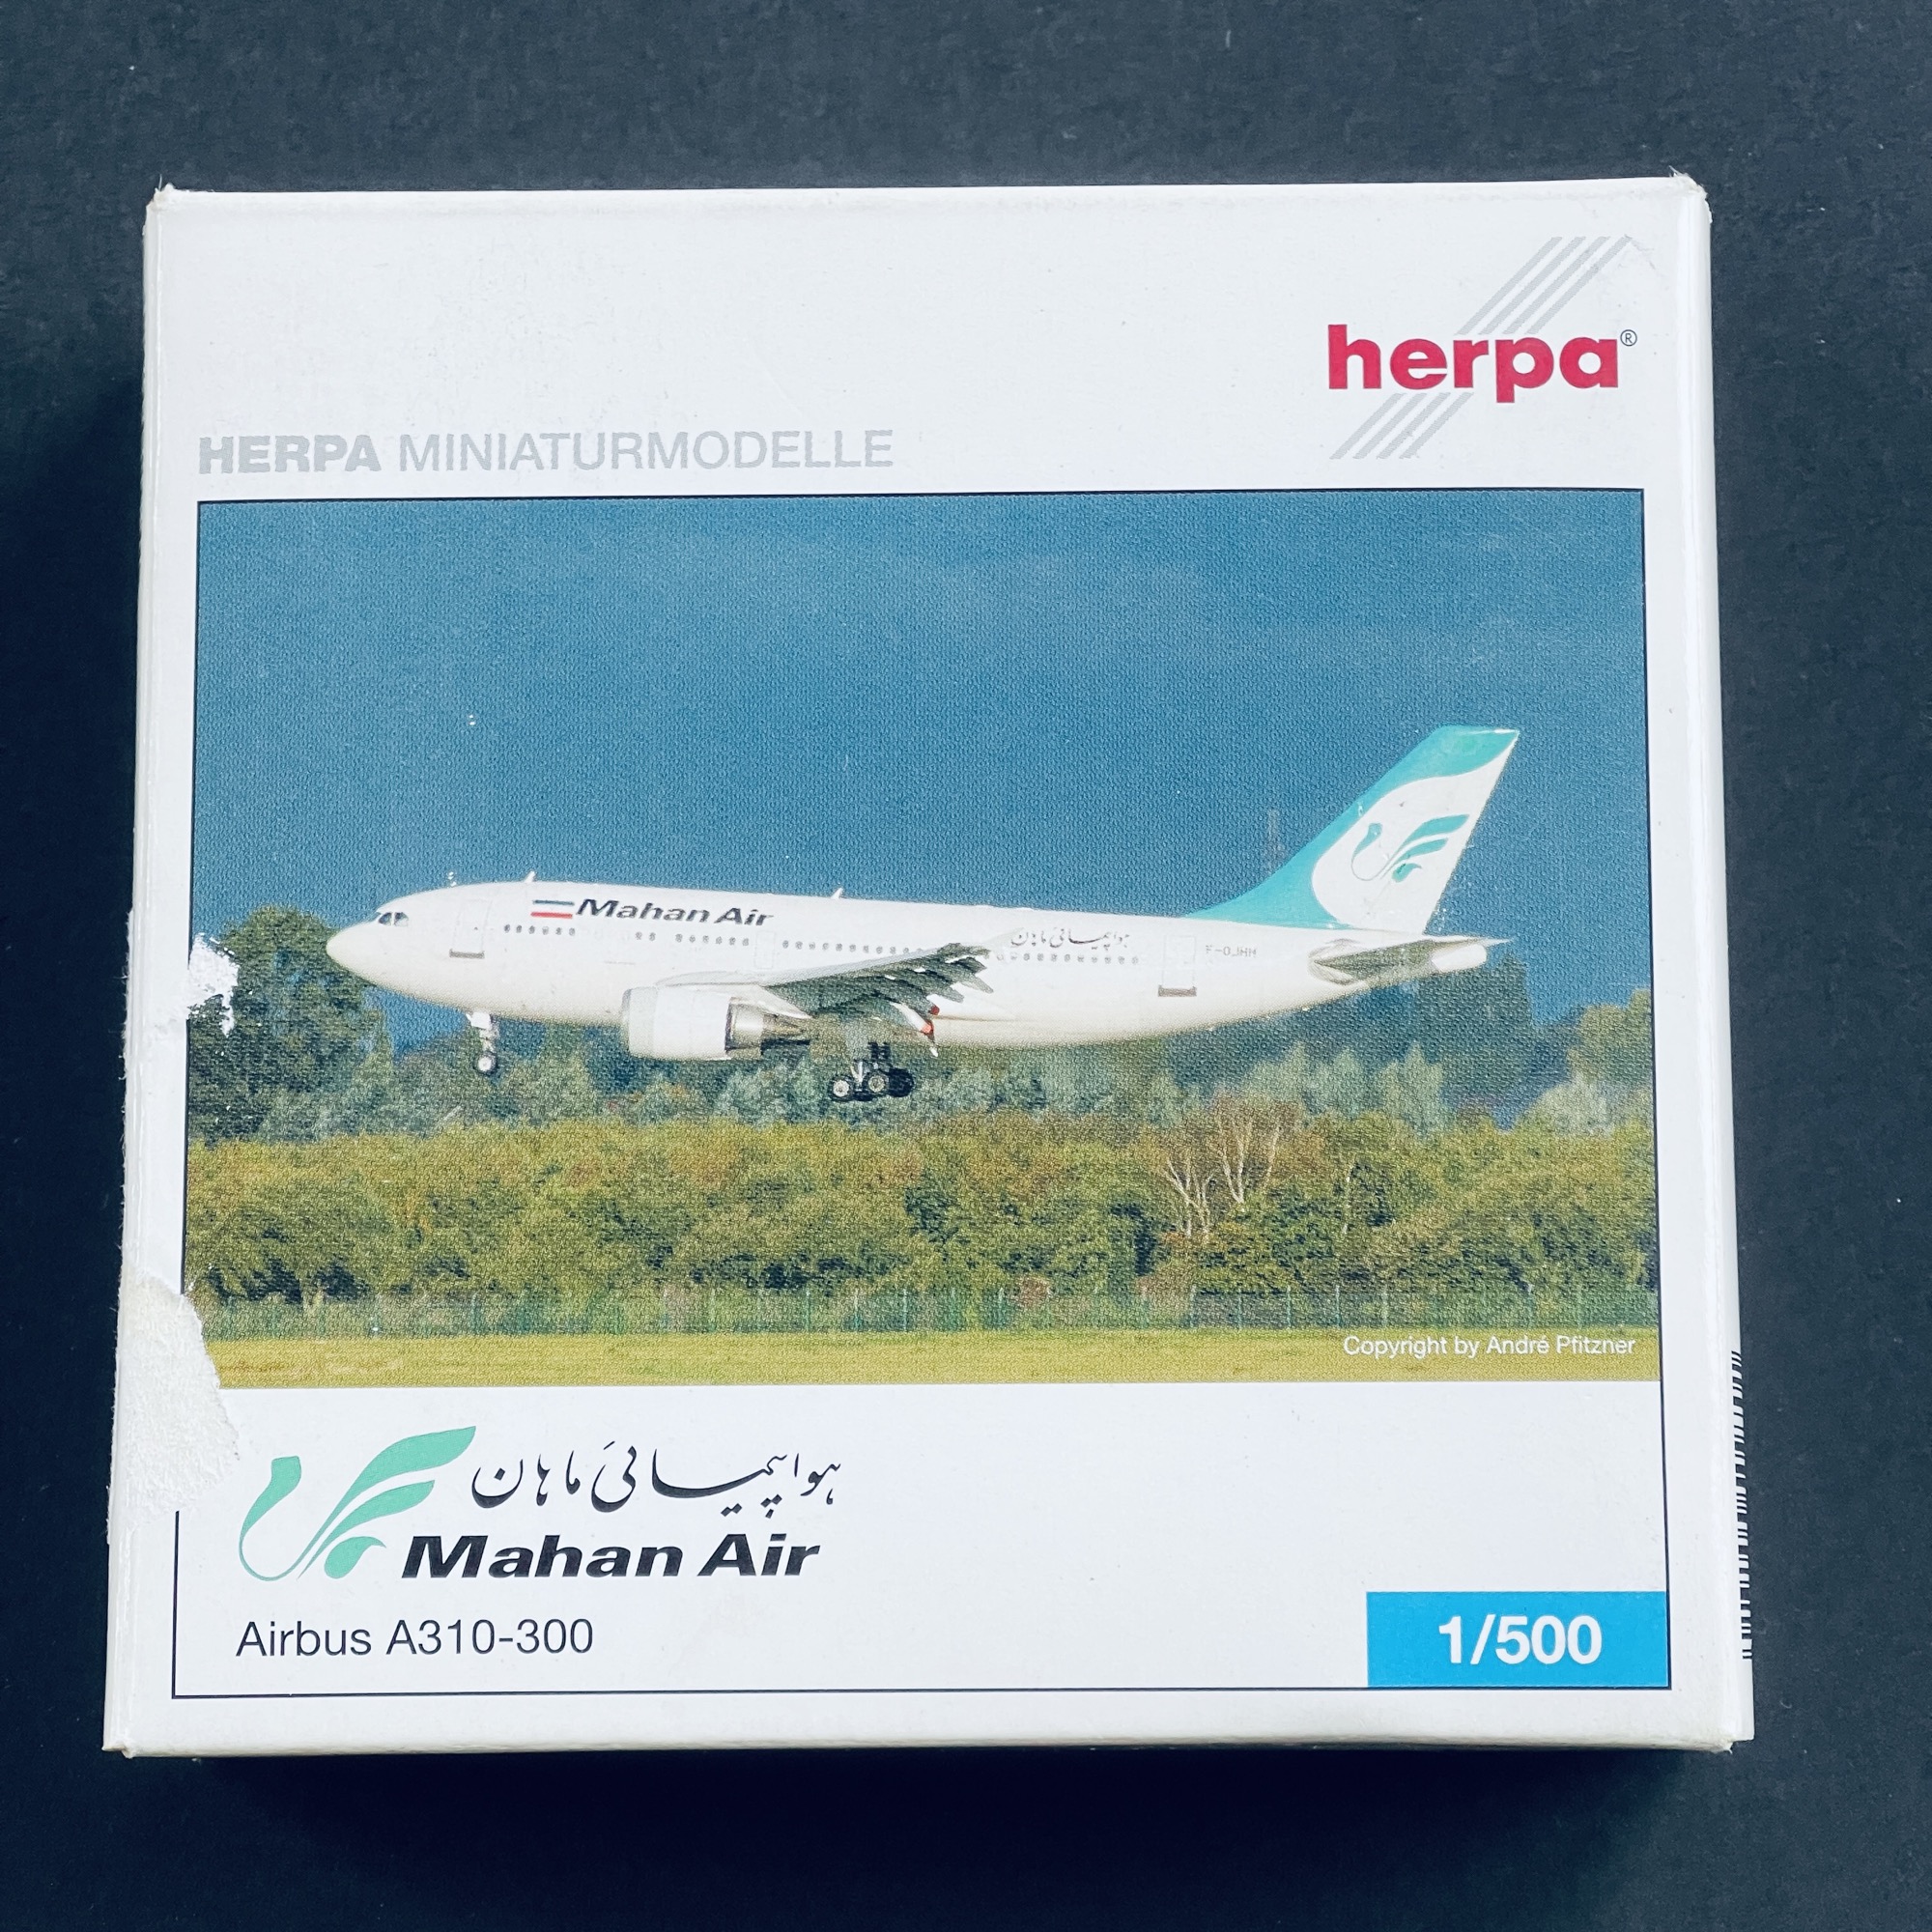 herpa®
HERPA MINIATURMODELLE
Mahan Air
هواپیمائی ماهان
F-OJHH
Copyright by André Pfitzner
هواپیمائی ماهان
Mahan Air
Airbus A310-300
1/500